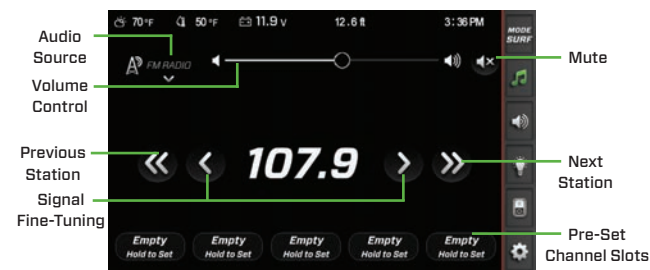 70°F 50°F 11.9 V 12.6 ft 3:36 PM
MODE
SURF
Audio
Source
FM RADIO
Volume
Control
Mute
Previous
Station
107.9
Next
Station
Signal
Fine-Tuning
Empty Empty Empty Empty Empty
Hold to Set Hold to Set Hold to Set Hold to Set Hold to Set
Pre-Set
Channel Slots